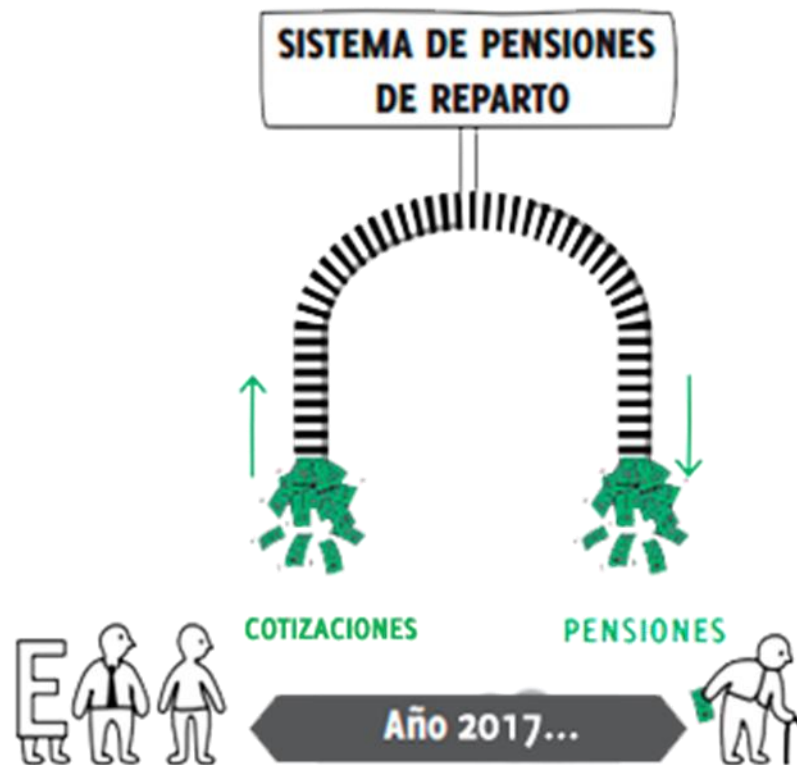 SISTEMA DE PENSIONES
DE REPARTO
COTIZACIONES
PENSIONES
E
Año 2017...